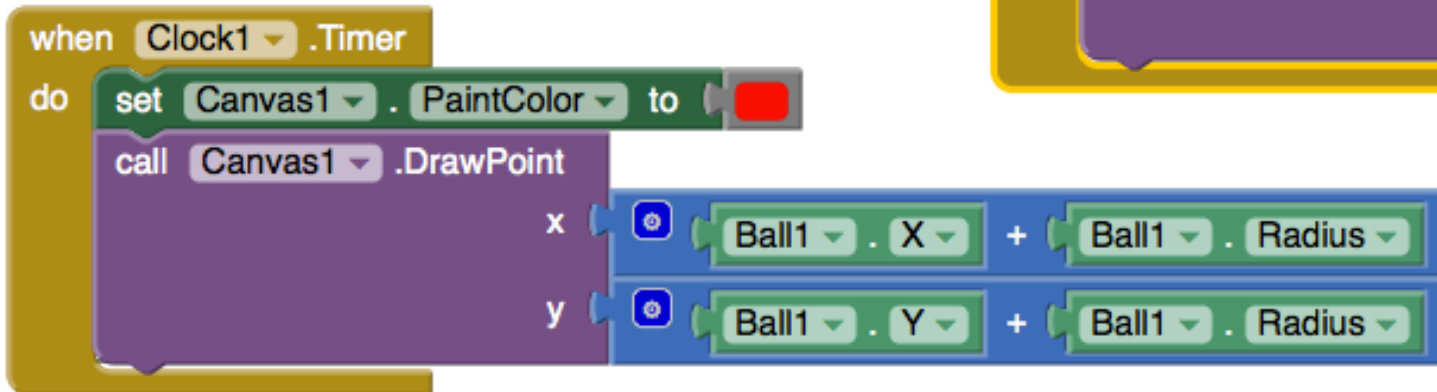 when Clock1 .Timer
do set Canvas1 . PaintColor to
call Canvas1 .DrawPoint
x Ball1 . X + Ball1 . Radius
y Ball1 . Y + Ball1 . Radius